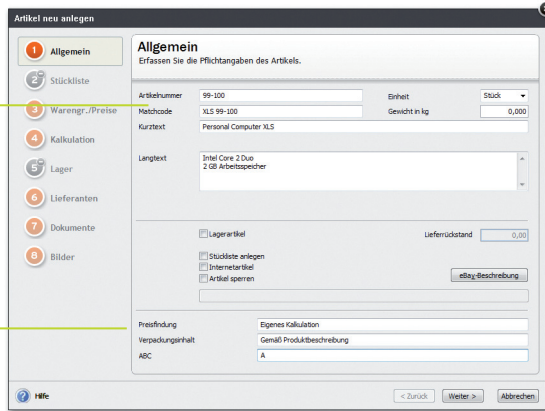 Artikel neu anlegen
1 Allgemein
2 Stückliste
3 Warengr./Preise
4 Kalkulation
5 Lager
6 Lieferanten
7 Dokumente
8 Bilder
Allgemein
Erfassen Sie die Pflichtangaben des Artikels.
Artikelnummer 99-100 Einheit Stück
Matchcode XLS 99-100 Gewicht in kg 0,000
Kurztext Personal Computer XLS
Langtext Intel Core 2 Duo
2 GB Arbeitsspeicher
Lagerartikel Lieferrückstand 0,00
Stückliste anlegen
Internetartikel
Artikel sperren eBay-Beschreibung
Preisfindung Eigenes Kalkulation
Verpackungsinhalt Gemäß Produktbeschreibung
ABC A
? Hilfe < Zurück Weiter > Abbrechen